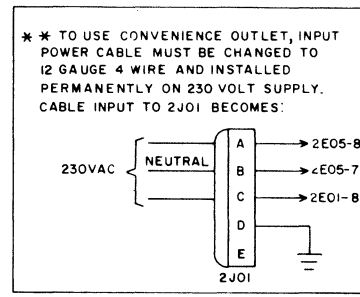 ** TO USE CONVENIENCE OUTLET, INPUT
POWER CABLE MUST BE CHANGED TO
12 GAUGE 4 WIRE AND INSTALLED
PERMANENTLY ON 230 VOLT SUPPLY.
CABLE INPUT TO 2J01 BECOMES:
A 2E05-8
230VAC NEUTRAL B 2E05-7
C 2E01-8
D
E
2J01